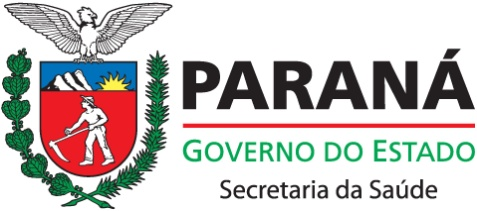 PARANÁ
GOVERNO DO ESTADO
Secretaria da Saúde